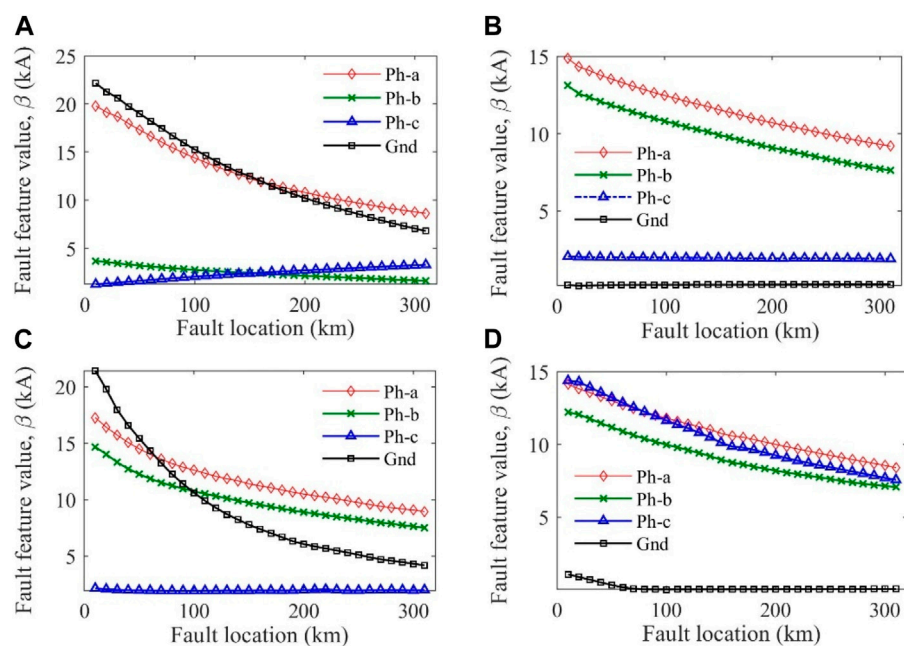 A
Fault feature value, β (kA)
25
20
15
10
5
Ph-a
Ph-b
Ph-c
Gnd
0
100
200
300
Fault location (km)
B
Fault feature value, β (kA)
15
10
5
Ph-a
Ph-b
Ph-c
Gnd
0
100
200
300
Fault location (km)
C
Fault feature value, β (kA)
20
15
10
5
Ph-a
Ph-b
Ph-c
Gnd
0
100
200
300
Fault location (km)
D
Fault feature value, β (kA)
15
10
5
Ph-a
Ph-b
Ph-c
Gnd
0
100
200
300
Fault location (km)